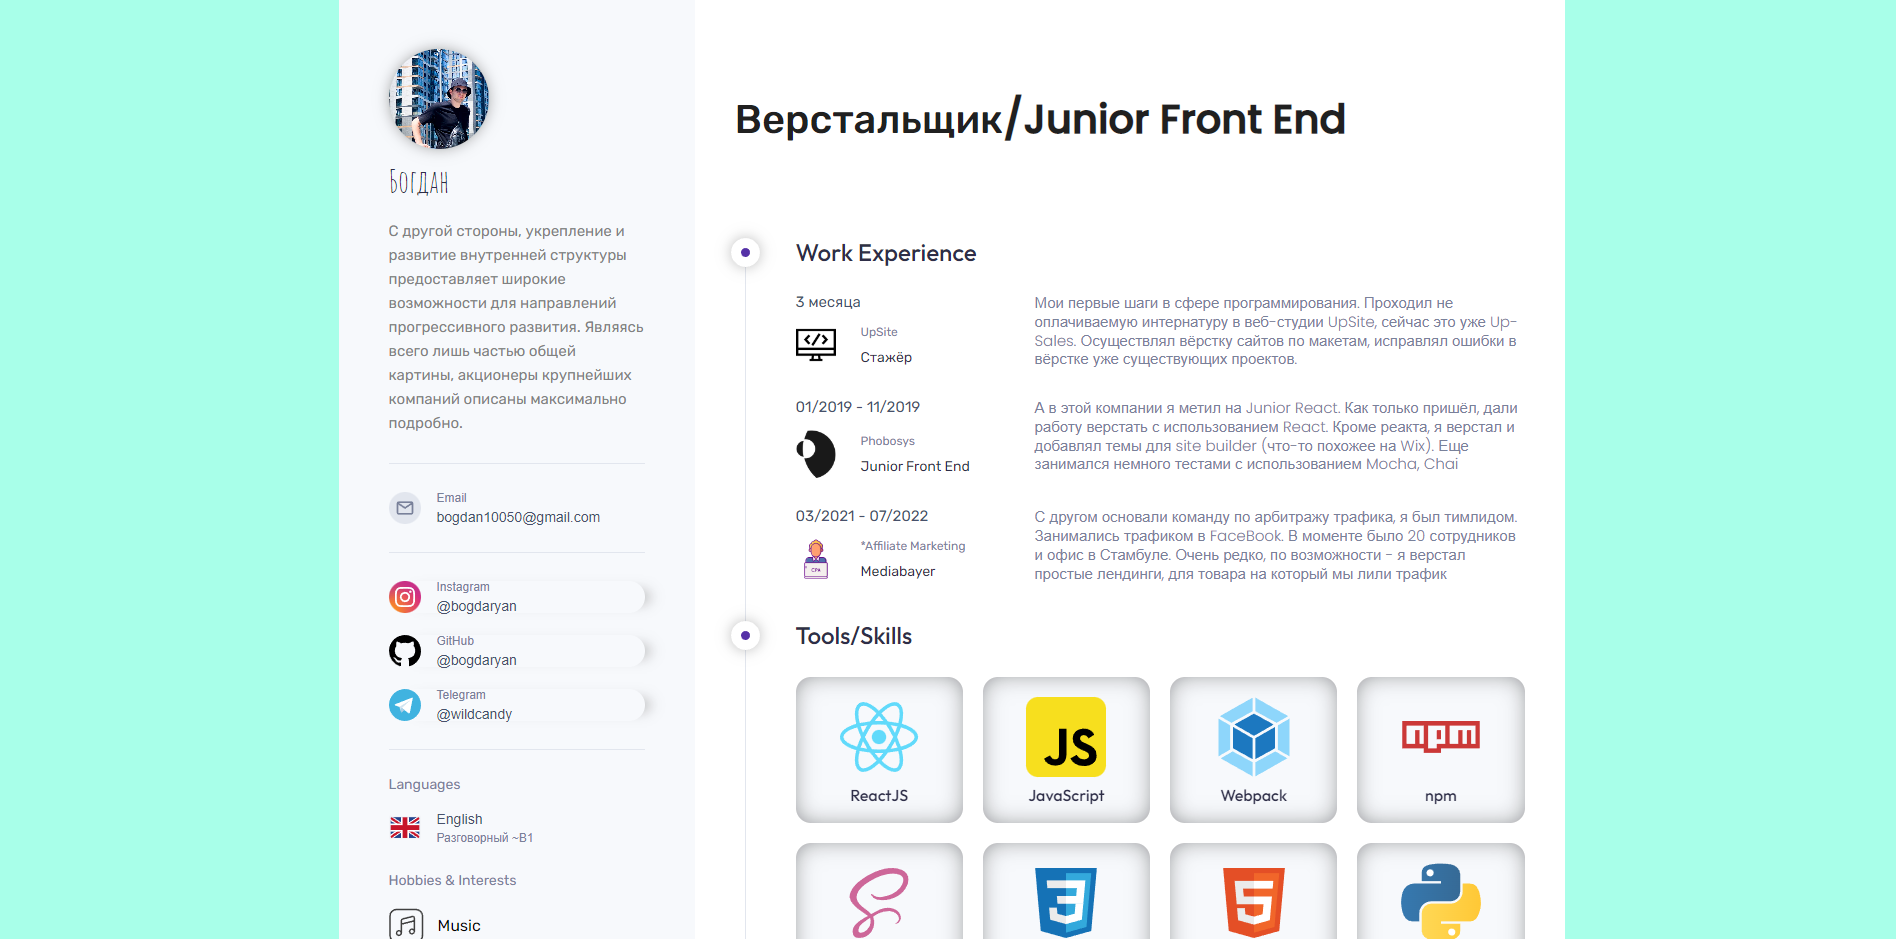 Богдан
С другой стороны, укрепление и
развитие внутренней структуры
предоставляет широкие
возможности для направлений
прогрессивного развития. Являясь
всего лишь частью общей
картины, акционеры крупнейших
компаний описаны максимально
подробно.
Email
bogdan10050@gmail.com
Instagram
@bogdaryan
GitHub
@bogdaryan
Telegram
@wildcandy
Languages
English
Разговорный ~B1
Hobbies & Interests
Music
Верстальщик/Junior Front End
Work Experience
3 месяца
UpSite
Стажёр
Мои первые шаги в сфере программирования. Проходил не
оплачиваемую интернатуру в веб-студии UpSite, сейчас это уже Up-
Sales. Осуществлял вёрстку сайтов по макетам, исправлял ошибки в
вёрстке уже существующих проектов.
01/2019 - 11/2019
Phobosys
Junior Front End
А в этой компании я метил на Junior React. Как только пришёл, дали
работу верстать с использованием React. Кроме реакта, я верстал и
добавлял темы для site builder (что-то похожее на Wix). Еще
занимался немного тестами с использованием Mocha, Chai
03/2021 - 07/2022
CPA
*Affiliate Marketing
Mediabayer
С другом основали команду по арбитражу трафика, я был тимлидом.
Занимались трафиком в FaceBook. В моменте было 20 сотрудников
и офис в Стамбуле. Очень редко, по возможности - я верстал
простые лендинги, для товара на который мы лили трафик
Tools/Skills
ReactJS
JS
JavaScript
Webpack
npm
npm
3
5